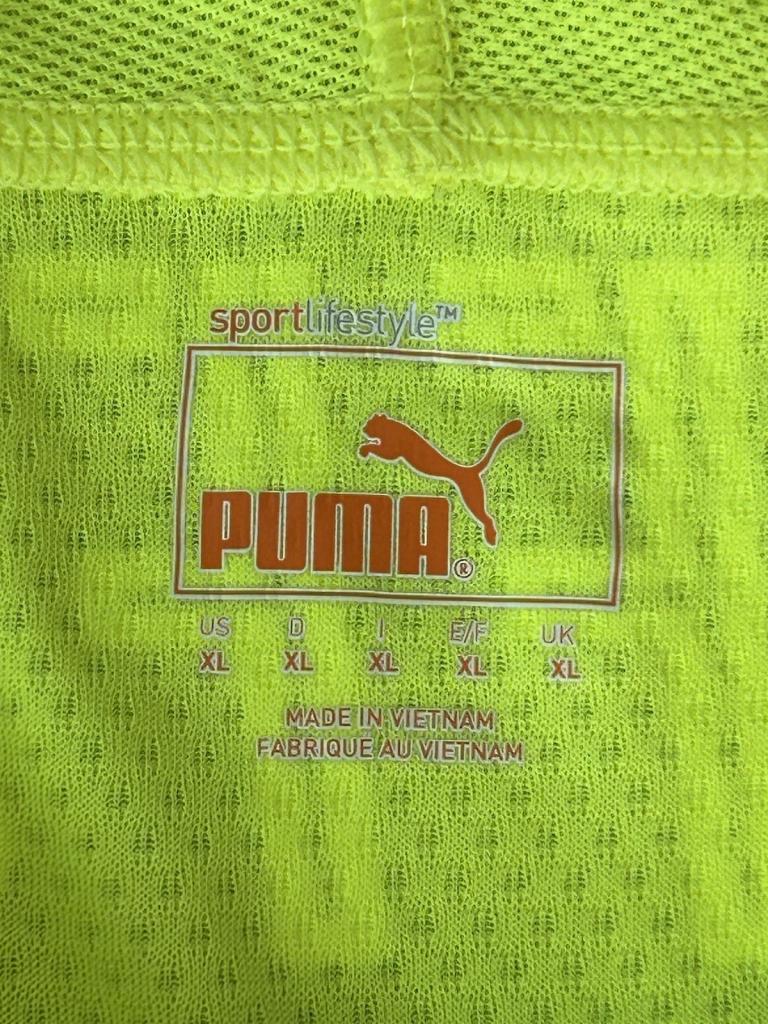 sportlifestyle™
PUMA®
US D I E/F UK
XL XL XL XL XL
MADE IN VIETNAM
FABRIQUE AU VIETNAM